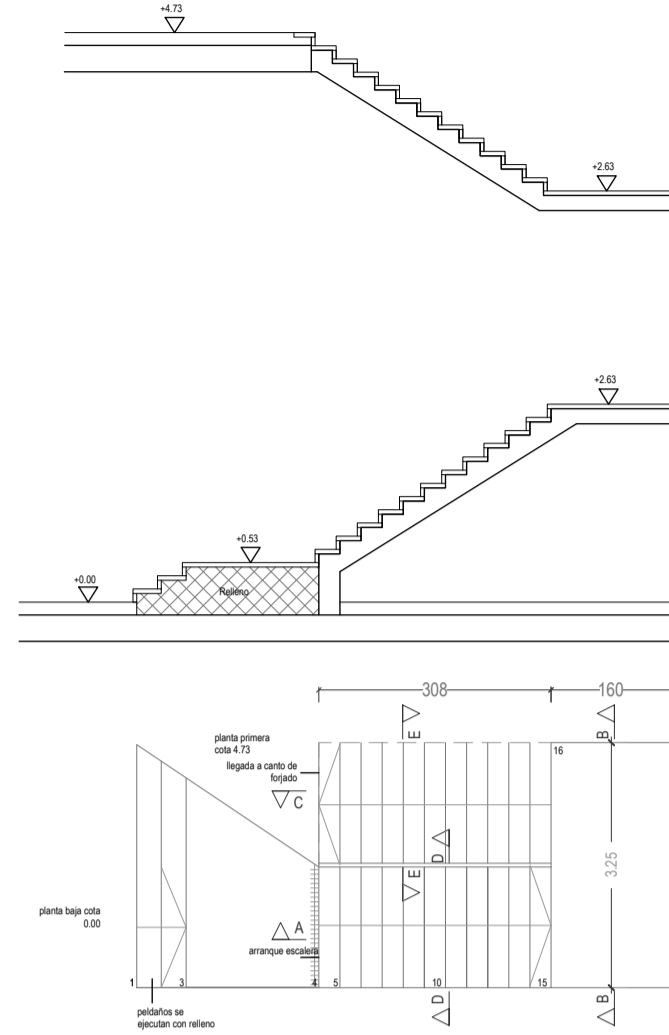 +4.73
+2.63
+2.63
+0.53
+0.00
Relleno
308
160
planta primera
cota 4.73
llegada a canto de
forjado
E
B
16
C
D
E
3.25
planta baja cota
0.00
A
arranque escalera
1
3
4
5
10
15
peldaños se
ejecutan con relleno
D
B